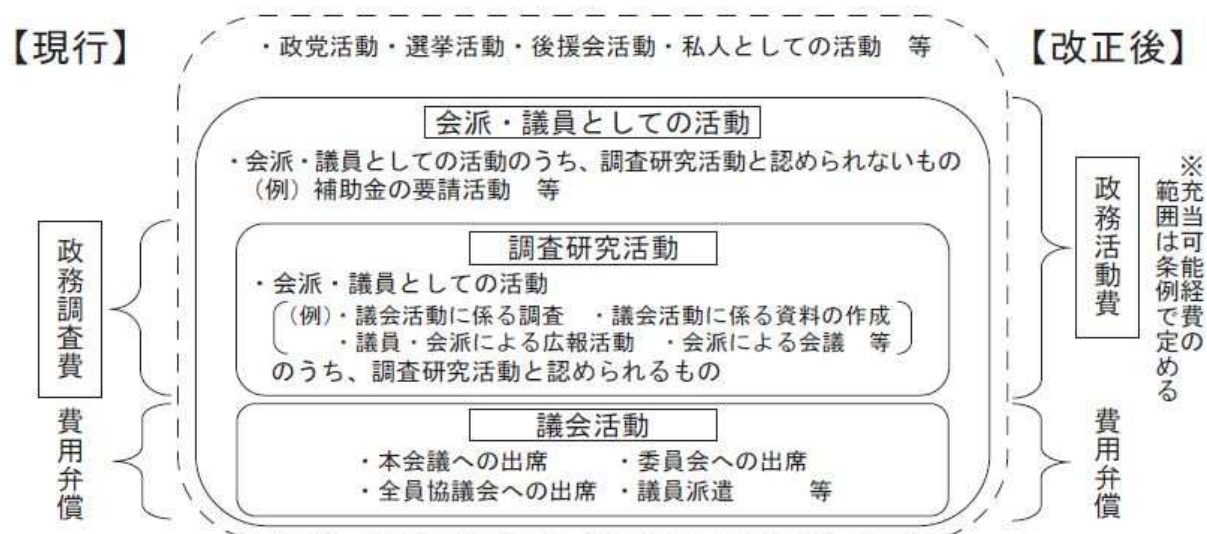 【現行】
・政党活動・選挙活動・後援会活動・私人としての活動 等
【改正後】
会派・議員としての活動
・会派・議員としての活動のうち、調査研究活動と認められないもの
（例）補助金の要請活動 等
政務調査費
調査研究活動
・会派・議員としての活動
（例）・議会活動に係る調査 ・議会活動に係る資料の作成
・議員・会派による広報活動 ・会派による会議 等
のうち、調査研究活動と認められるもの
政務活動費
※充当可能経費の
範囲は条例で定める
費用弁償
議会活動
・本会議への出席 ・委員会への出席
・全員協議会への出席 ・議員派遣 等
費用弁償